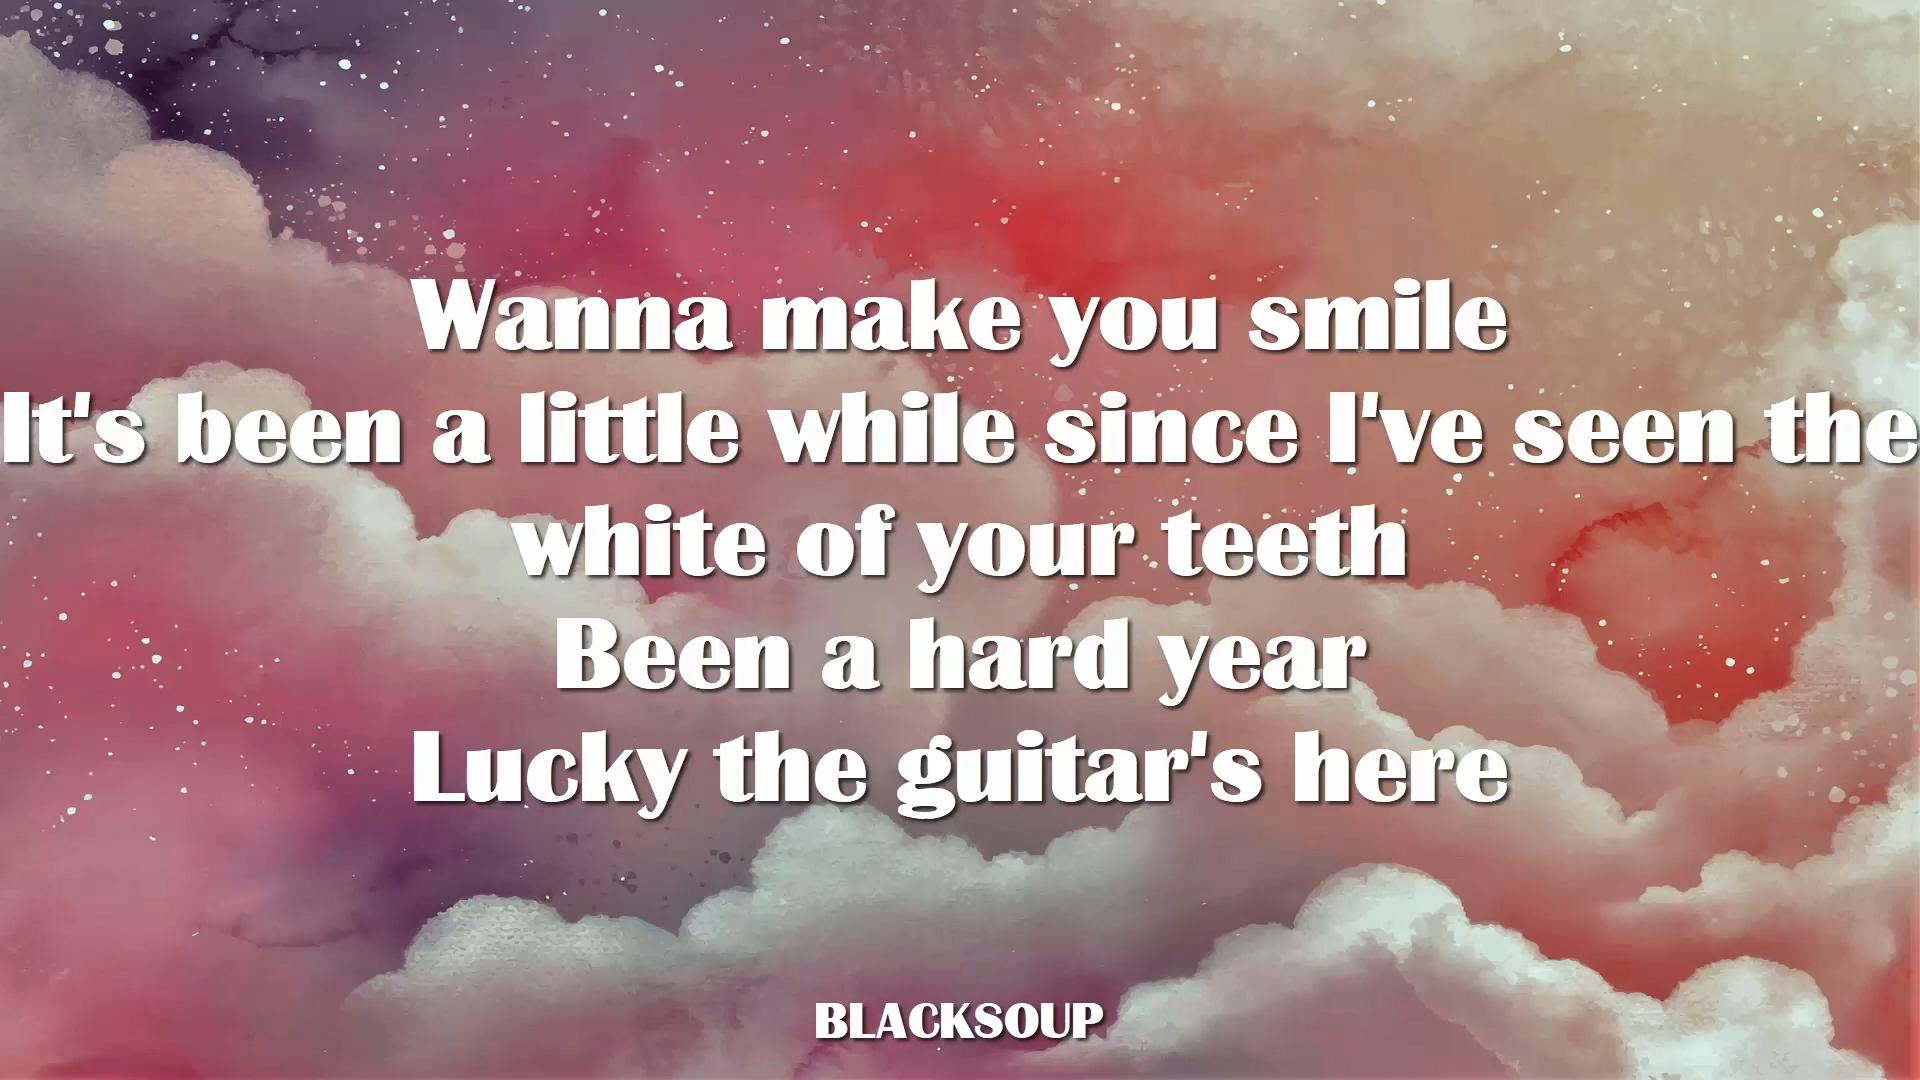 Wanna make you smile
It's been a little while since I've seen the
white of your teeth
Been a hard year
Lucky the guitar's here
BLACKSOUP